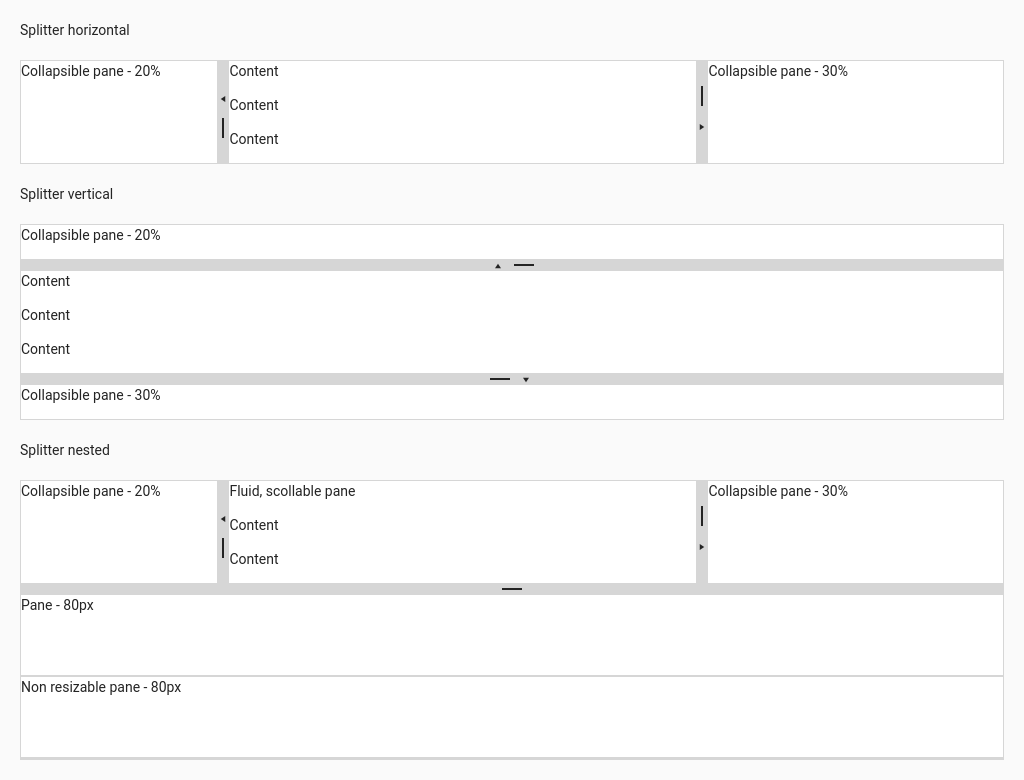 Splitter horizontal
Collapsible pane - 20%
Content
Content
Content
Collapsible pane - 30%
Splitter vertical
Collapsible pane - 20%
Content
Content
Content
Collapsible pane - 30%
Splitter nested
Collapsible pane - 20%
Fluid, scollable pane
Content
Content
Collapsible pane - 30%
Pane - 80px
Non resizable pane - 80px